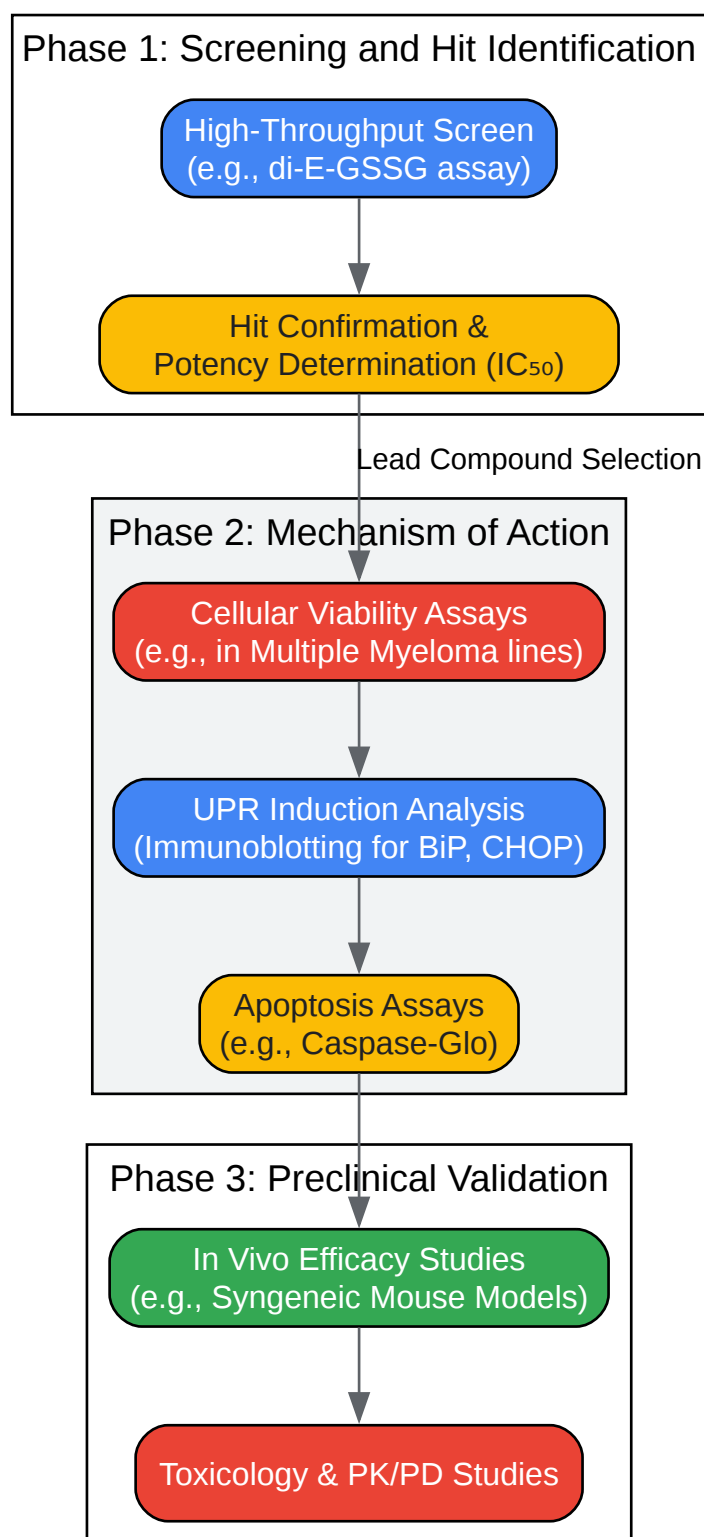 Phase 1: Screening and Hit Identification
High-Throughput Screen
(e.g., di-E-GSSG assay)
Hit Confirmation &
Potency Determination (IC₅₀)
Lead Compound Selection
Phase 2: Mechanism of Action
Cellular Viability Assays
(e.g., in Multiple Myeloma lines)
UPR Induction Analysis
(Immunoblotting for BiP, CHOP)
Apoptosis Assays
(e.g., Caspase-Glo)
Phase 3: Preclinical Validation
In Vivo Efficacy Studies
(e.g., Syngeneic Mouse Models)
Toxicology & PK/PD Studies